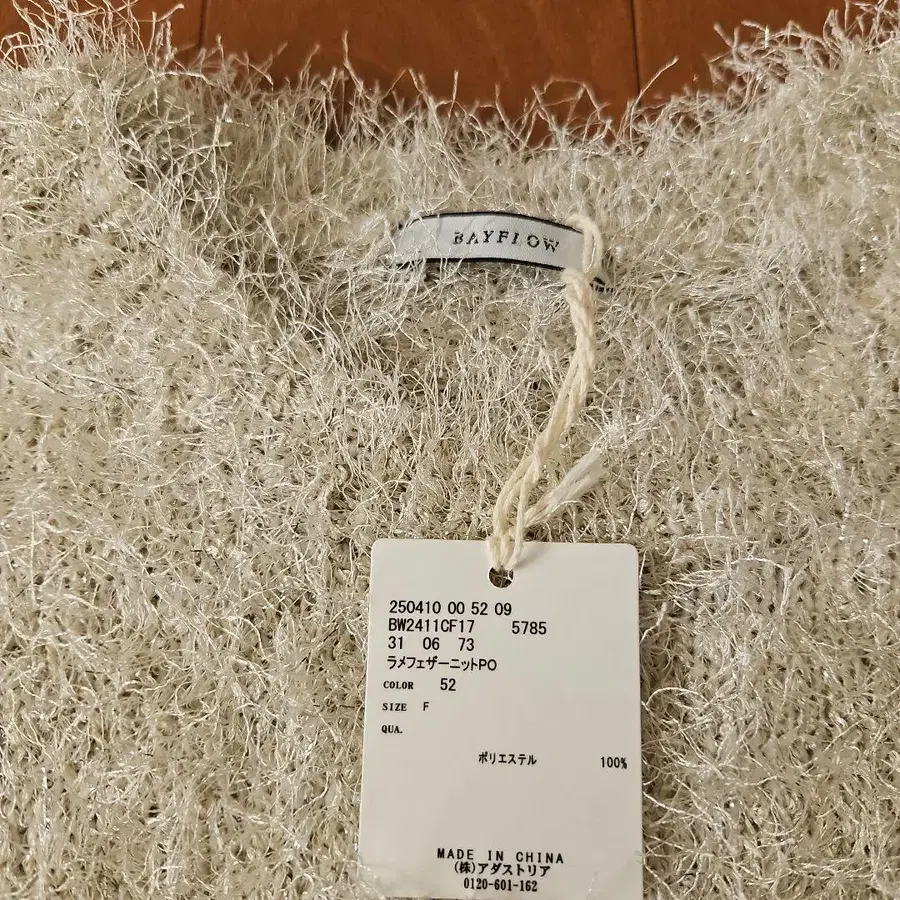 BAYFLOW
250410 00 52 09
BW2411CF17 5785
31 06 73
ラメフェザーニットPO
COLOR 52
SIZE F
QUA.
ポリエステル 100%
MADE IN CHINA
(株)アダストリア
0120-601-162